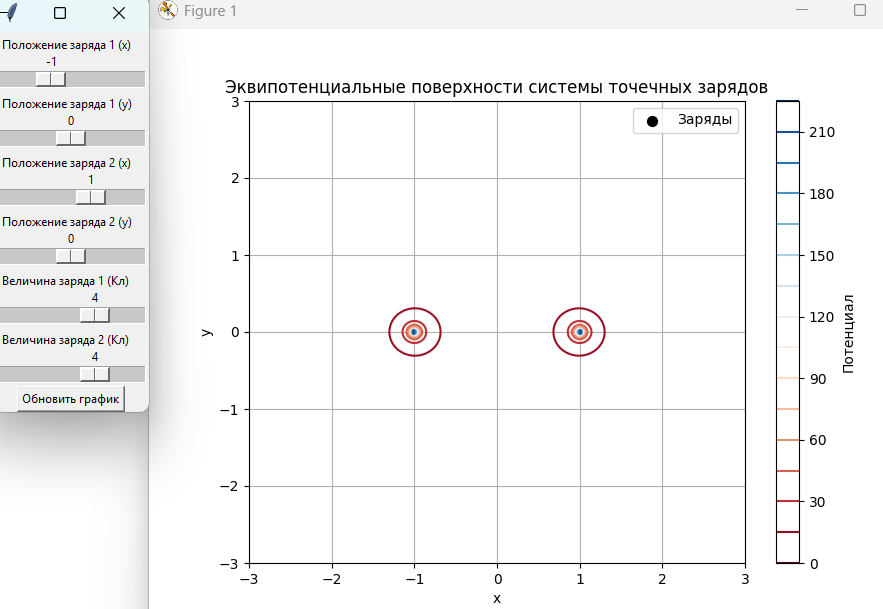 Figure 1
Положение заряда 1 (x)
-1
Положение заряда 1 (y)
0
Положение заряда 2 (x)
1
Положение заряда 2 (y)
0
Величина заряда 1 (Кл)
4
Величина заряда 2 (Кл)
4
Обновить график
Эквипотенциальные поверхности системы точечных зарядов
Заряды
3
2
1
0
−1
−2
−3
y
−3
−2
−1
0
1
2
3
x
210
180
150
120
90
60
30
0
Потенциал